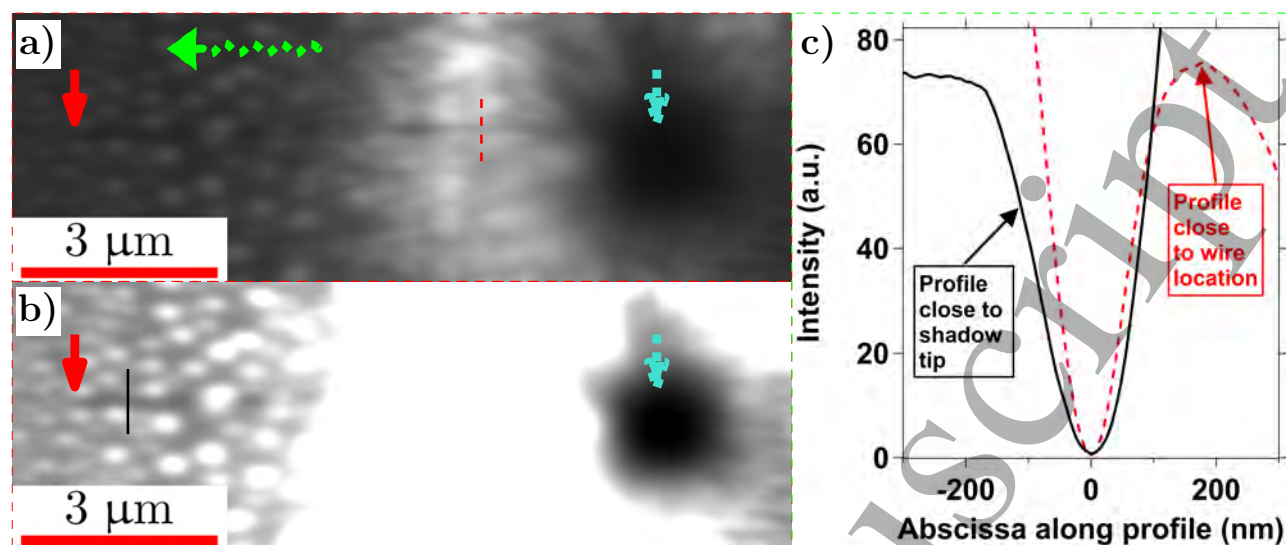 a)
3 μm
b)
3 μm
c)
80
60
40
20
0
Intensity (a.u.)
-200
0
200
Abscissa along profile (nm)
Profile
close to
shadow
tip
Profile
close
to wire
location
script